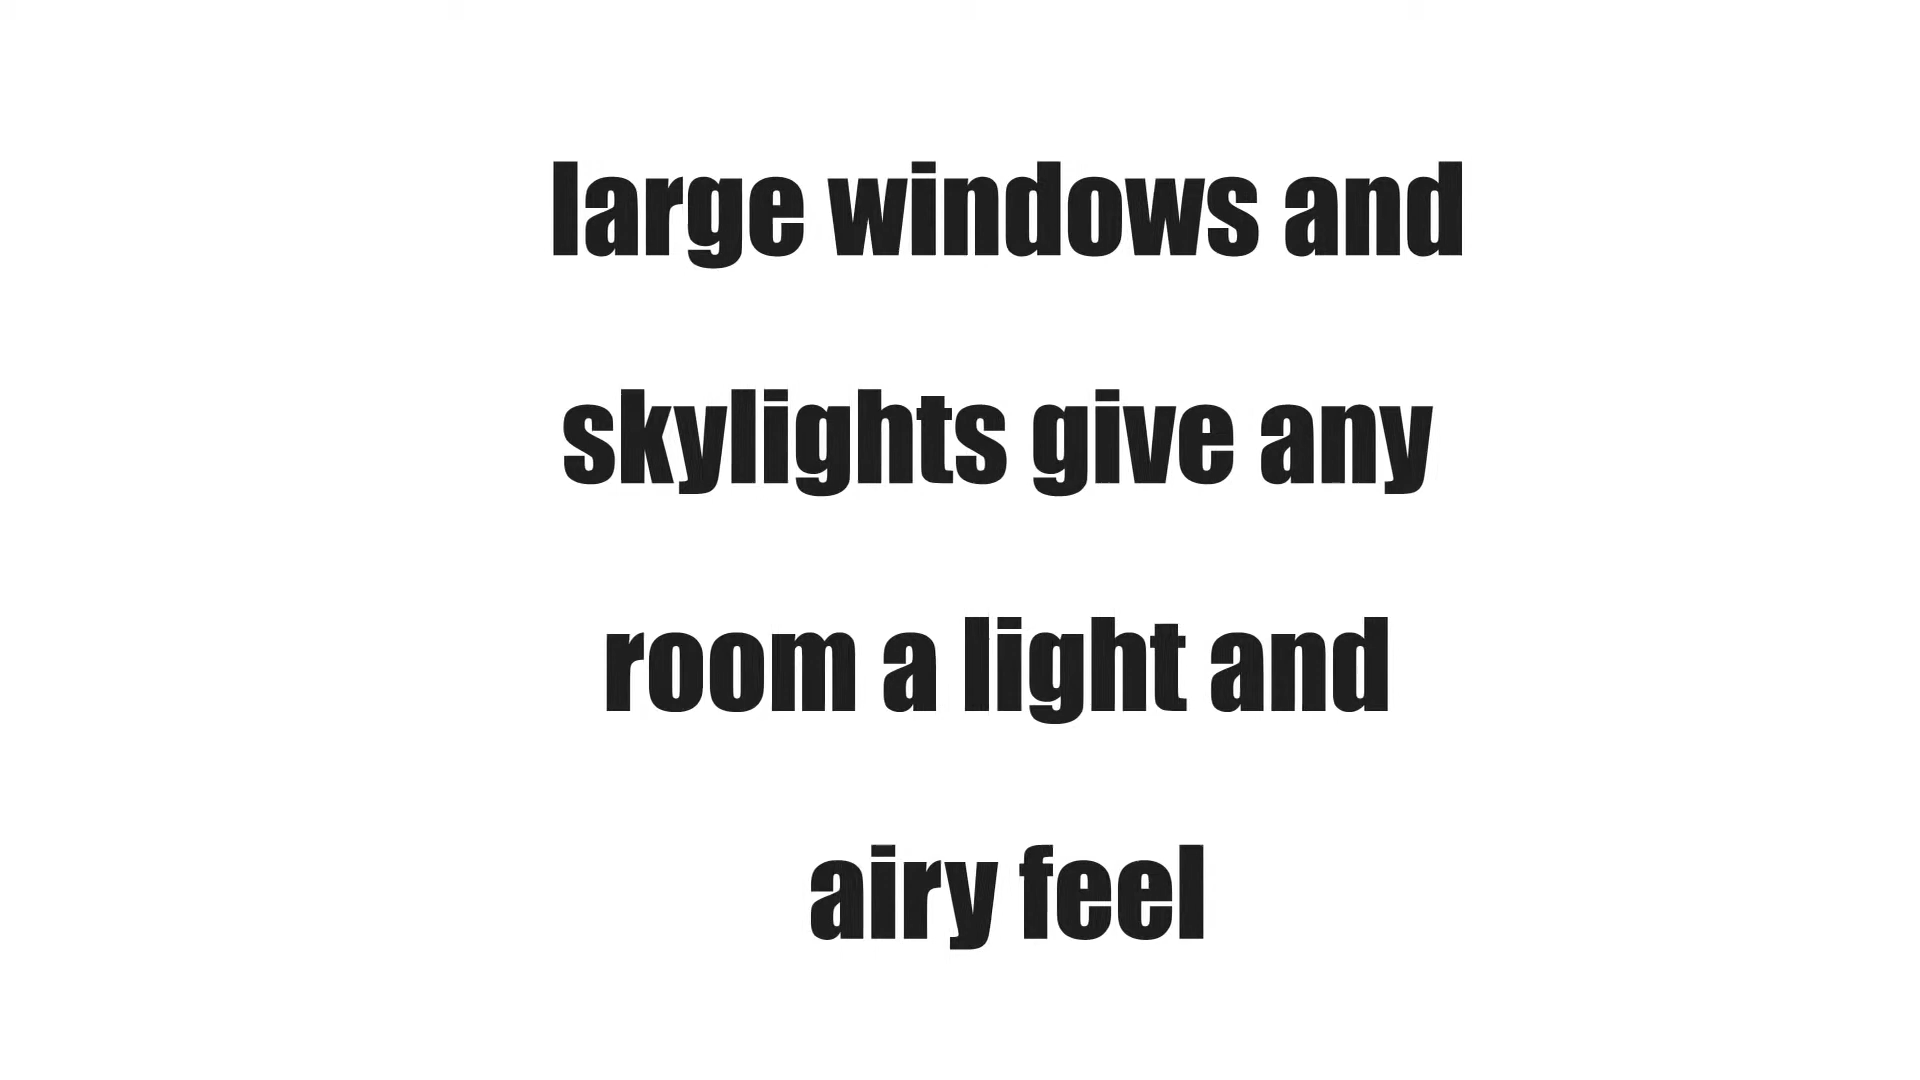 large windows and
skylights give any
room a light and
airy feel